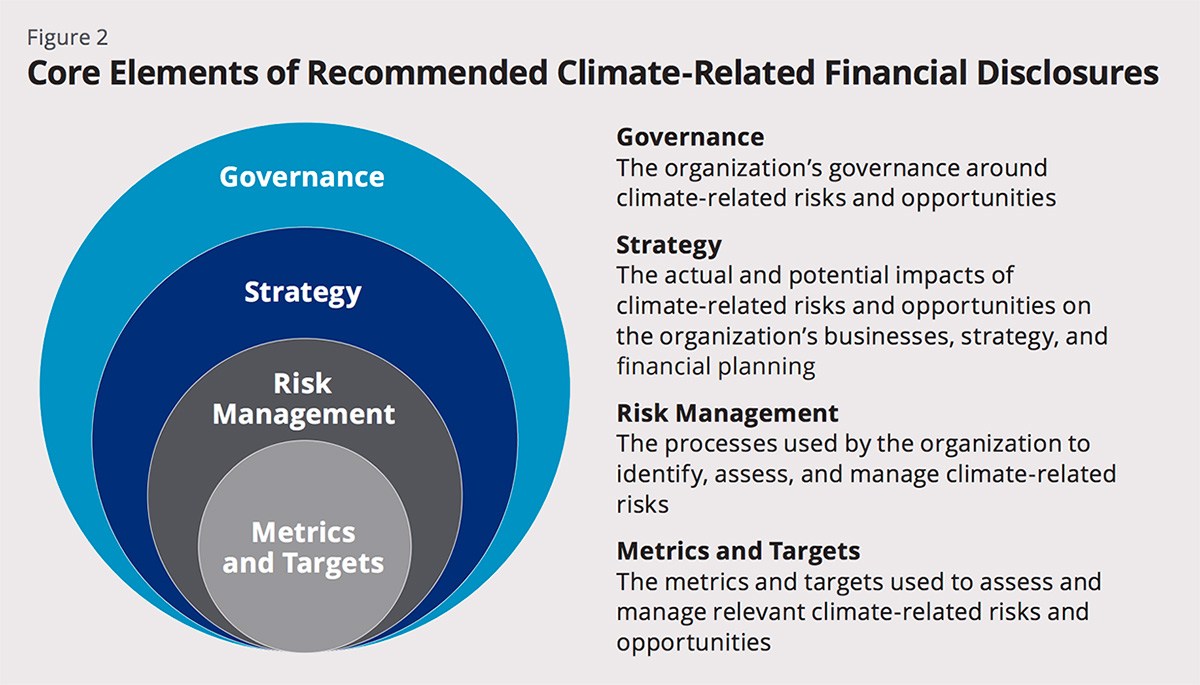 Figure 2
Core Elements of Recommended Climate-Related Financial Disclosures
Governance
Strategy
Risk
Management
Metrics
and Targets
Governance
The organization’s governance around
climate-related risks and opportunities
Strategy
The actual and potential impacts of
climate-related risks and opportunities on
the organization’s businesses, strategy, and
financial planning
Risk Management
The processes used by the organization to
identify, assess, and manage climate-related
risks
Metrics and Targets
The metrics and targets used to assess and
manage relevant climate-related risks and
opportunities